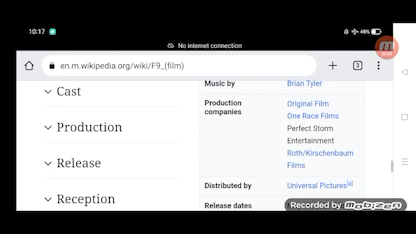 10:17
48%
No internet connection
en.m.wikipedia.org/wiki/F9_(film)
3
Cast
Production
Release
Reception
Music by Brian Tyler
Production companies Original Film
One Race Films
Perfect Storm
Entertainment
Roth/Kirschenbaum
Films
Distributed by Universal Pictures[a]
Release dates
Recorded by mobizen